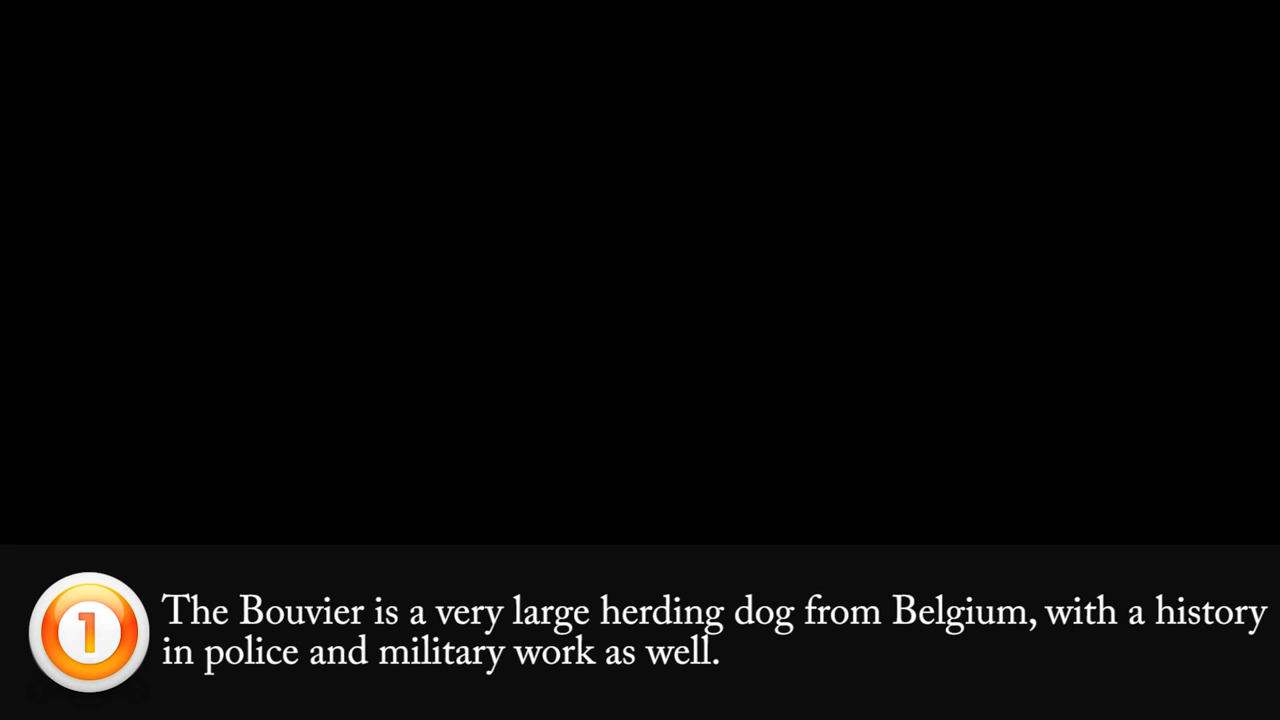 1
The Bouvier is a very large herding dog from Belgium, with a history
in police and military work as well.